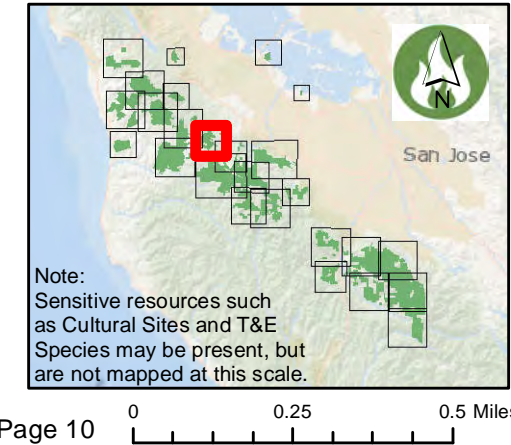 N
San Jose
Note:
Sensitive resources such
as Cultural Sites and T&E
Species may be present, but
are not mapped at this scale.
Page 10
0 0.25 0.5 Miles